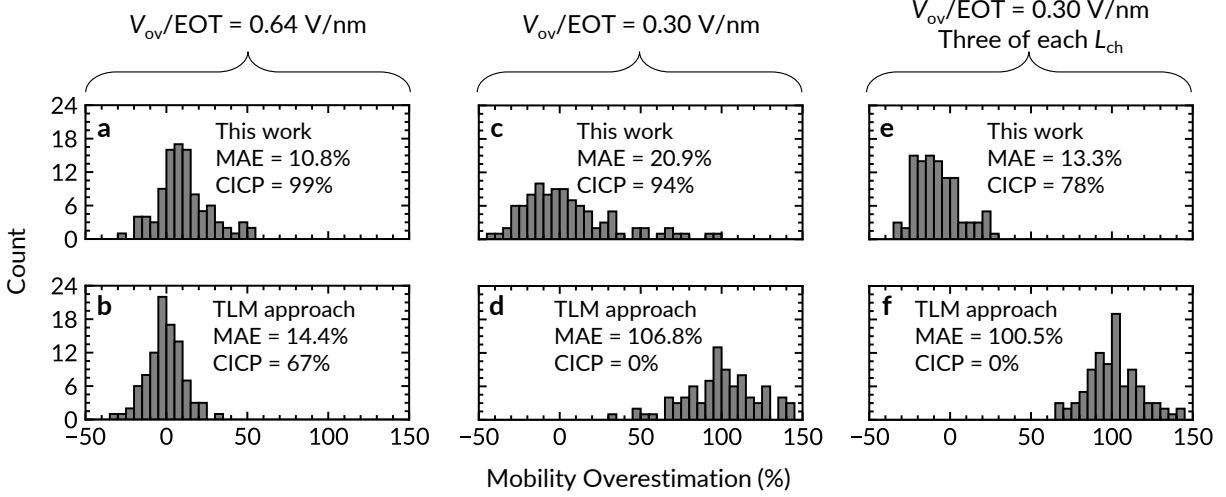 Vov/EOT = 0.64 V/nm
Vov/EOT = 0.30 V/nm
Vov/EOT = 0.30 V/nm
Three of each Lch
Count
24
18
12
6
0
a
This work
MAE = 10.8%
CICP = 99%
c
This work
MAE = 20.9%
CICP = 94%
e
This work
MAE = 13.3%
CICP = 78%
24
18
12
6
0
b
TLM approach
MAE = 14.4%
CICP = 67%
d
TLM approach
MAE = 106.8%
CICP = 0%
f
TLM approach
MAE = 100.5%
CICP = 0%
−50 0 50 100 150
−50 0 50 100 150
−50 0 50 100 150
Mobility Overestimation (%)